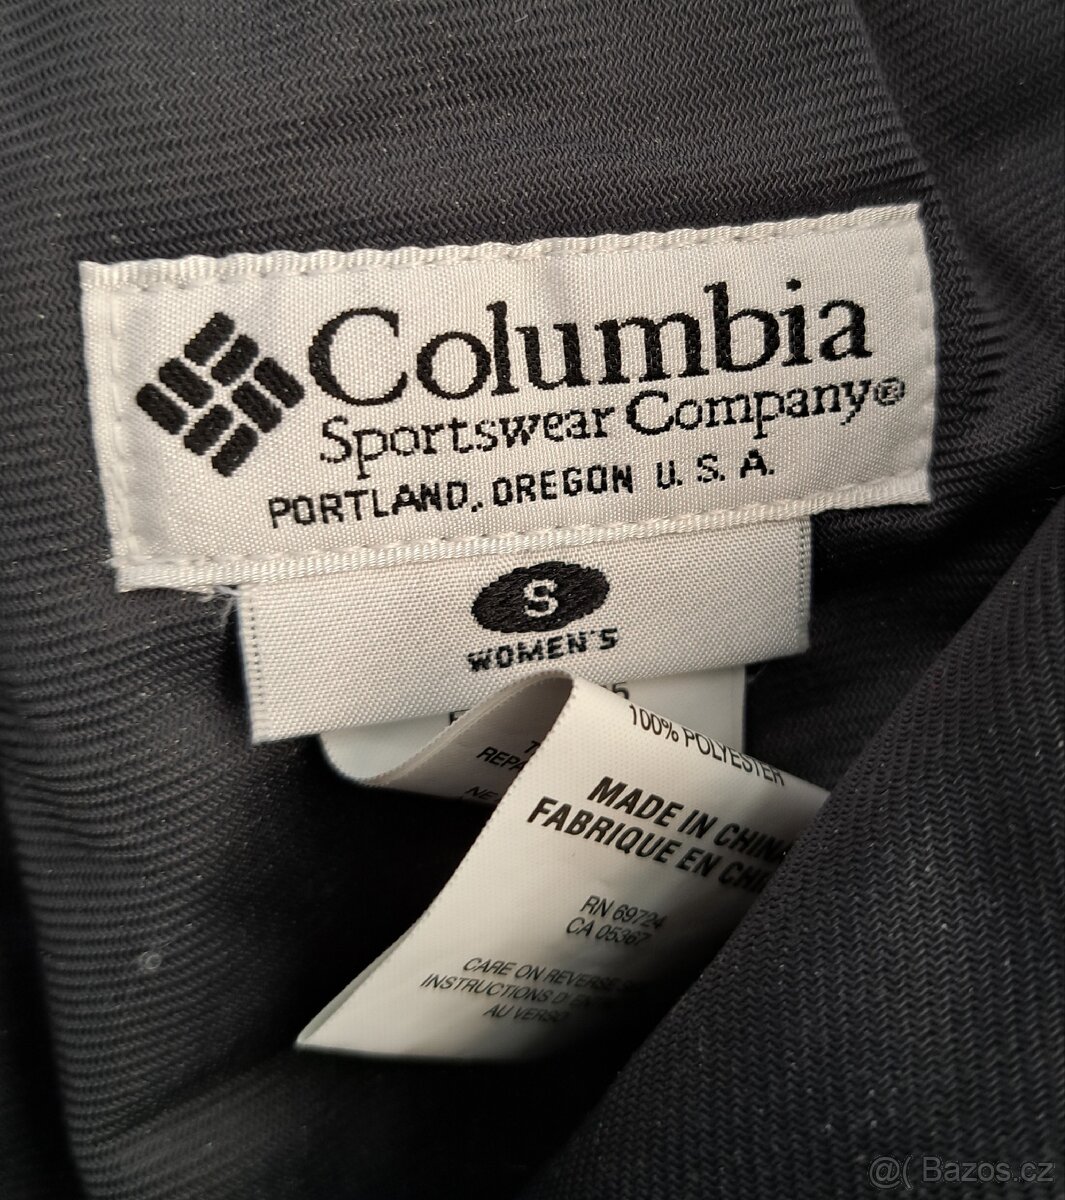 Columbia
Sportswear Company®
PORTLAND, OREGON U.S.A.
S
WOMEN'S
100% POLYESTER
MADE IN CHINA
FABRIQUE EN
RN 69724
CA 05367
CARE ON REVERSE
INSTRUCTIONS
AU VERSO
@( Bazos.cz